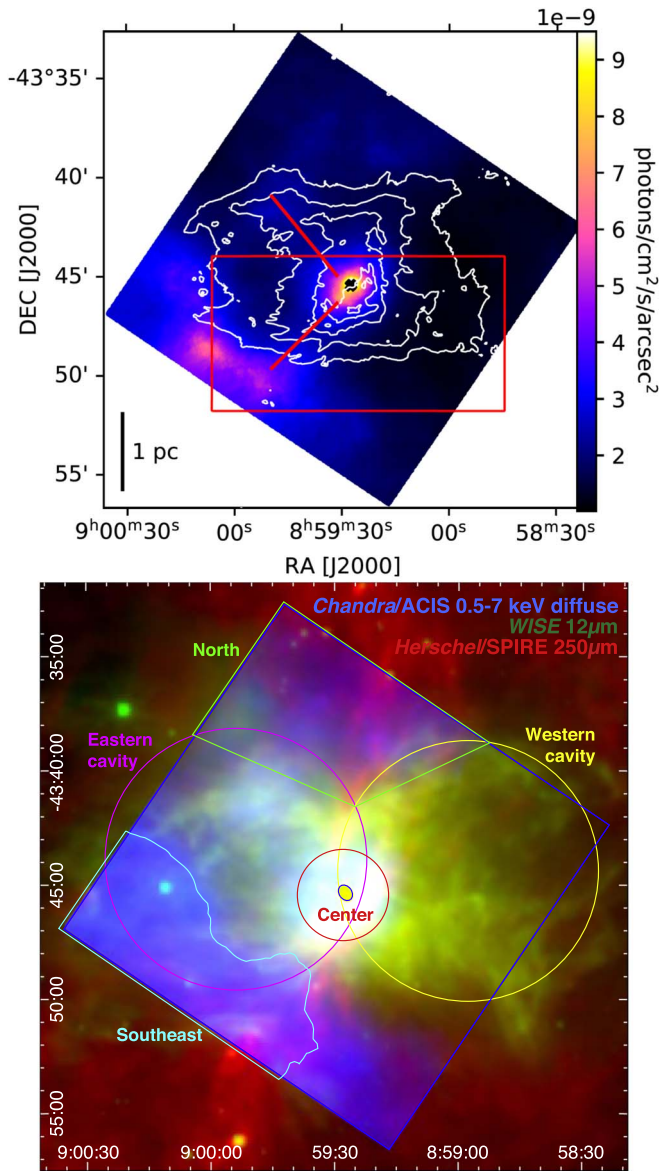 1e−9
-43°35'
40'
45'
50'
55'
DEC [J2000]
1 pc
9
8
7
6
5
4
3
2
photons/cm²/s/arcsec²
9ʰ00ᵐ30ˢ 00ˢ 8ʰ59ᵐ30ˢ 00ˢ 58ᵐ30ˢ
RA [J2000]
Chandra/ACIS 0.5-7 keV diffuse
WISE 12μm
Herschel/SPIRE 250μm
North
Eastern
cavity
Western
cavity
Center
Southeast
35:00
-43:40:00
45:00
50:00
55:00
9:00:30 9:00:00 59:30 8:59:00 58:30